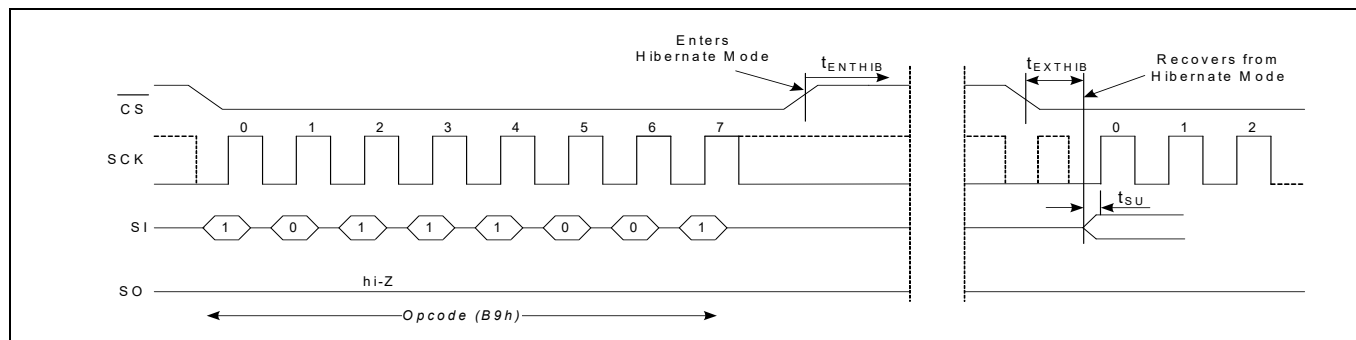 Enters
Hibernate Mode
tENTHIB
tEXTHIB
Recovers from
Hibernate Mode
CS
0 1 2 3 4 5 6 7 0 1 2
SCK
tSU
SI 1 0 1 1 1 0 0 1
hi-Z
SO
Opcode (B9h)